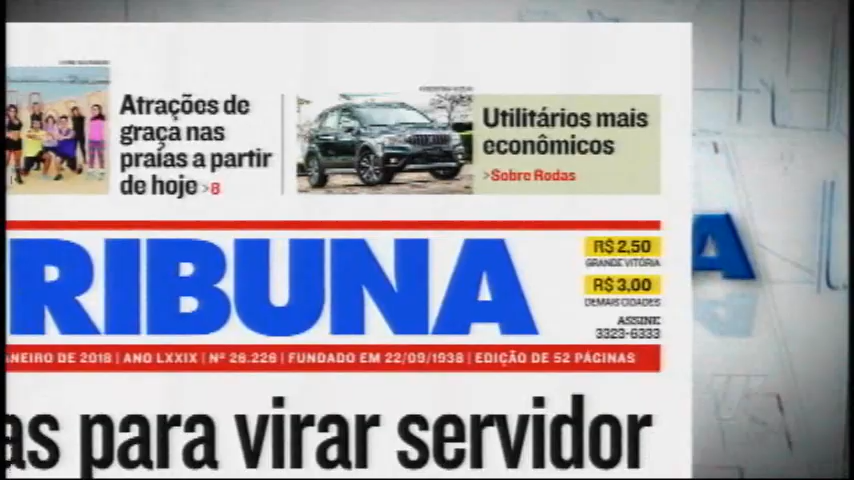 Atrações de
graça nas
praias a partir
de hoje >8
Utilitários mais
econômicos
>Sobre Rodas
RIBUNA
R$ 2,50
GRANDE VITÓRIA
R$ 3,00
DEMAIS CIDADES
ASSINE
3323-6333
ANEIRO DE 2018 | ANO LXXIX | Nº 26.226 | FUNDADO EM 22/09/1938 | EDIÇÃO DE 52 PÁGINAS
as para virar servidor
A